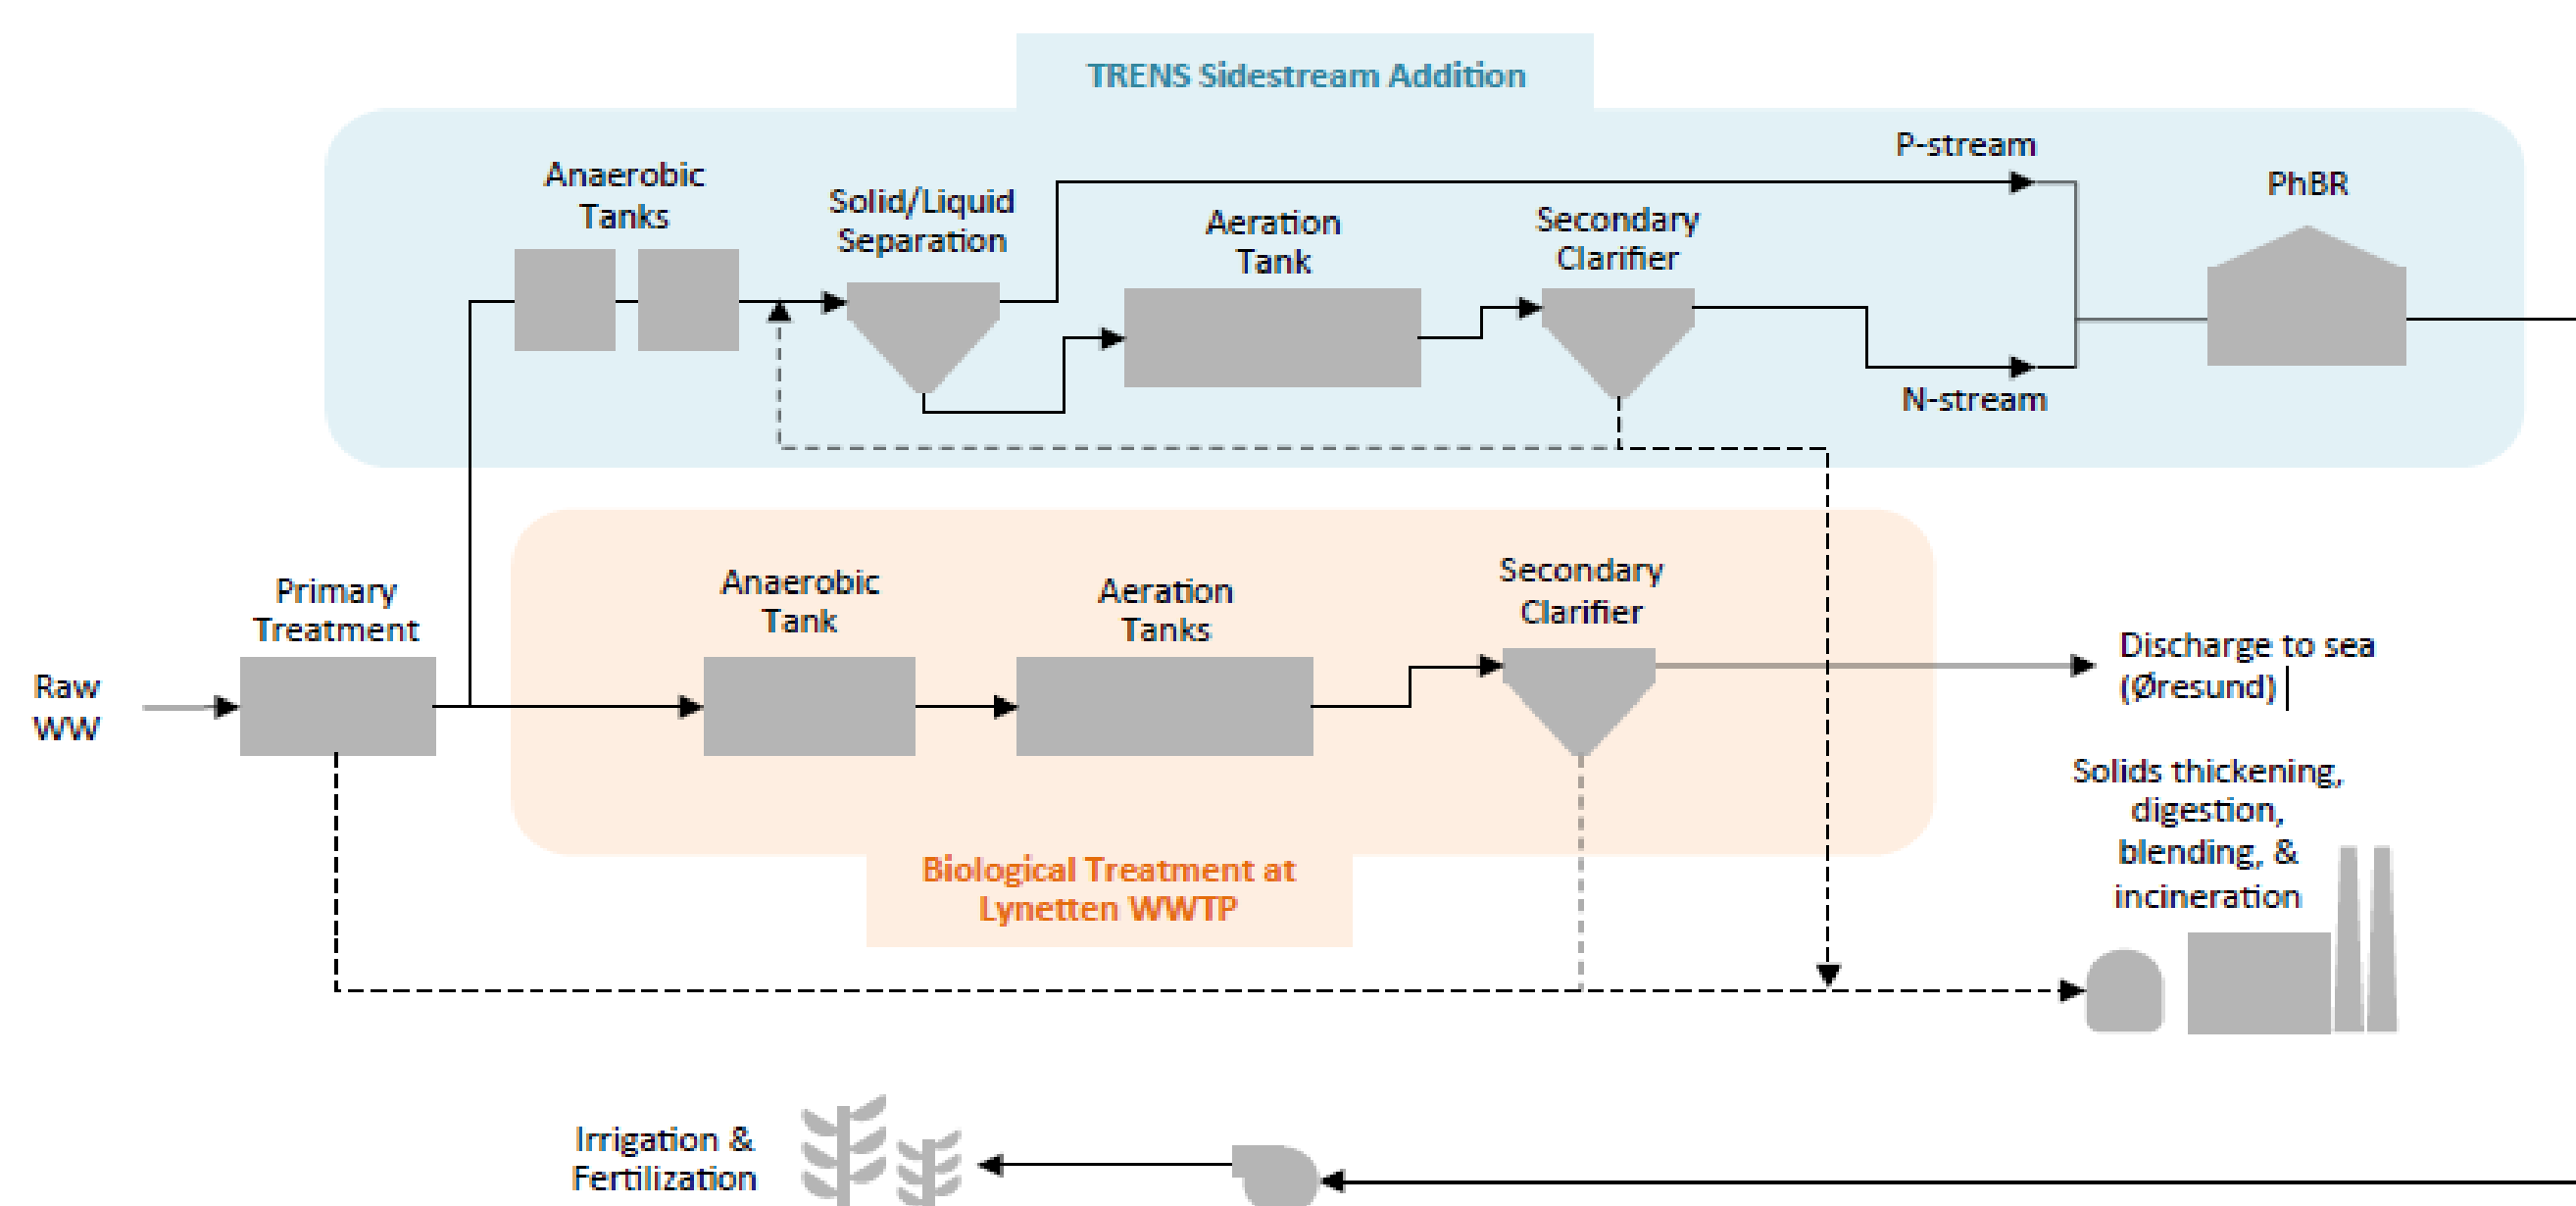 TRENS Sidestream Addition
P-stream
Anaerobic
Tanks
Solid/Liquid
Separation
Aeration
Tank
Secondary
Clarifier
PhBR
N-stream
Primary
Treatment
Anaerobic
Tank
Aeration
Tanks
Secondary
Clarifier
Raw
WW
Discharge to sea
(Øresund)
Solids thickening,
digestion,
blending, &
incineration
Biological Treatment at
Lynetten WWTP
Irrigation &
Fertilization